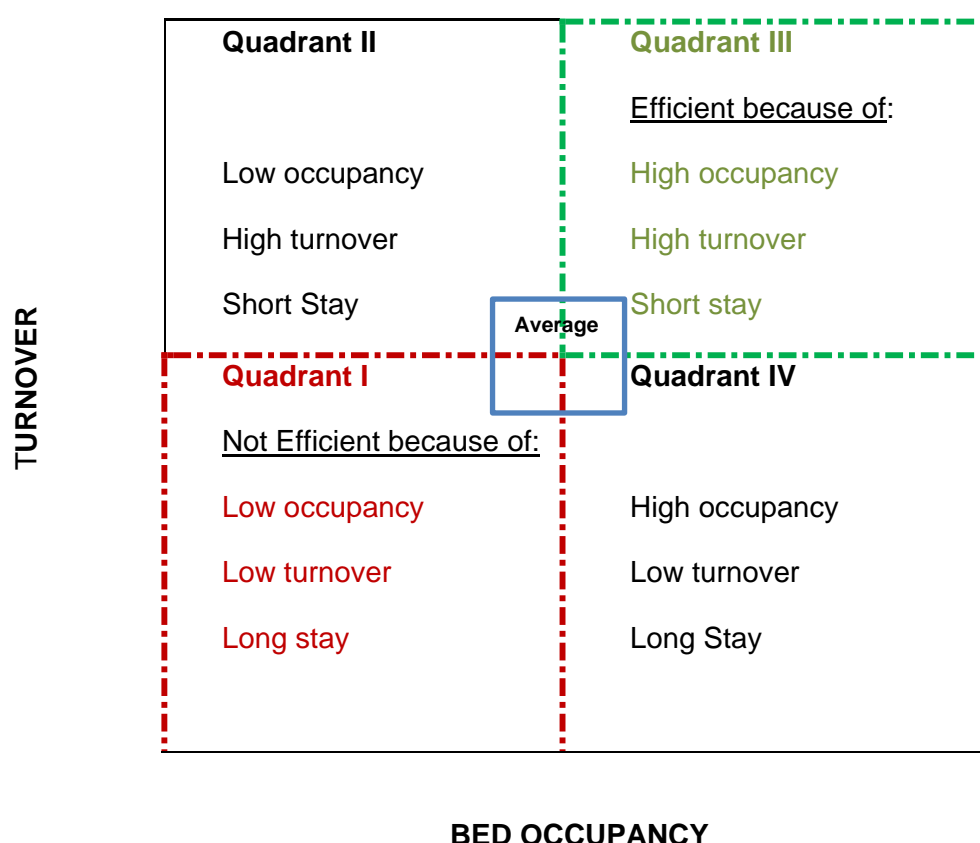 Quadrant II
Low occupancy
High turnover
Short Stay
Quadrant III
Efficient because of:
High occupancy
High turnover
Short stay
Average
Quadrant I
Not Efficient because of:
Low occupancy
Low turnover
Long stay
Quadrant IV
High occupancy
Low turnover
Long Stay
TURNOVER
BED OCCUPANCY